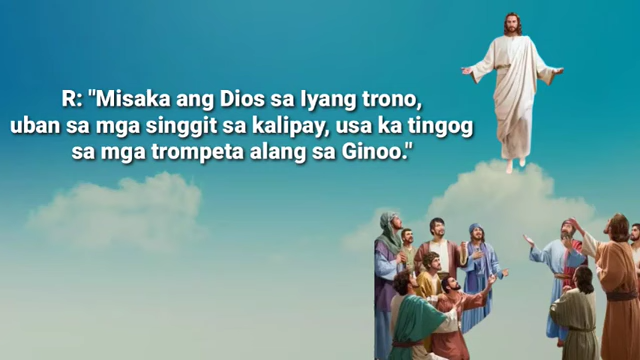 R: "Misaka ang Dios sa Iyang trono,
uban sa mga singgit sa kalipay, usa ka tingog
sa mga trompeta alang sa Ginoo."